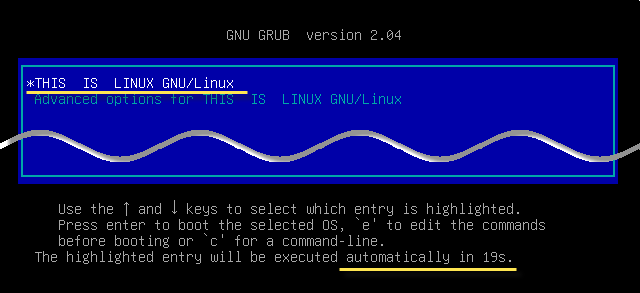 GNU GRUB  version 2.04
*THIS  IS  LINUX GNU/Linux
Advanced options for THIS  IS  LINUX GNU/Linux
Use the ↑ and ↓ keys to select which entry is highlighted.
Press enter to boot the selected OS, `e' to edit the commands
before booting or `c' for a command-line.
The highlighted entry will be executed automatically in 19s.